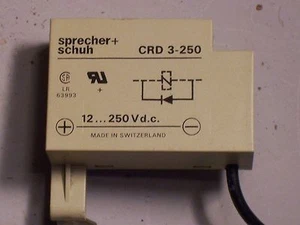 sprecher+
schuh
CRD 3-250
LR
63993
+
12...250 V d.c.
+ −
MADE IN SWITZERLAND